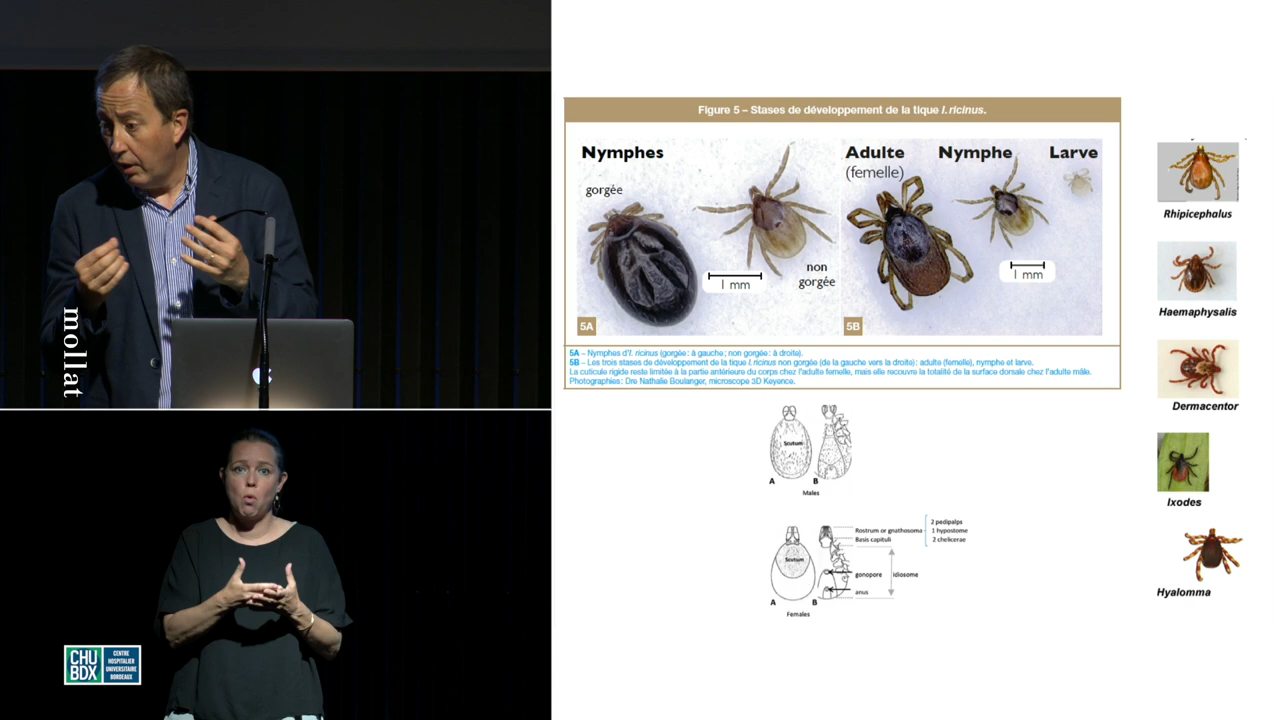 mollat
CHU
BDX
CENTRE
HOSPITALIER
UNIVERSITAIRE
BORDEAUX
Figure 5 – Stases de développement de la tique I. ricinus.
Nymphes
gorgée
1 mm
non
gorgée
5A
Adulte
(femelle)
Nymphe
Larve
1 mm
5B
5A – Nymphes d'I. ricinus (gorgée : à gauche ; non gorgée : à droite).
5B – Les trois stases de développement de la tique I. ricinus non gorgée (de la gauche vers la droite) : adulte (femelle), nymphe et larve.
La cuticule rigide reste limitée à la partie antérieure du corps chez l'adulte femelle, mais elle recouvre la totalité de la surface dorsale chez l'adulte mâle.
Photographies : Dre Nathalie Boulanger, microscope 3D Keyence.
Scutum
A
B
Males
Scutum
A
B
Females
Rostrum or gnathosoma
Basis capituli
2 pedipalps
1 hypostome
2 chelicerae
gonopore
Idiosome
anus
Rhipicephalus
Haemaphysalis
Dermacentor
Ixodes
Hyalomma